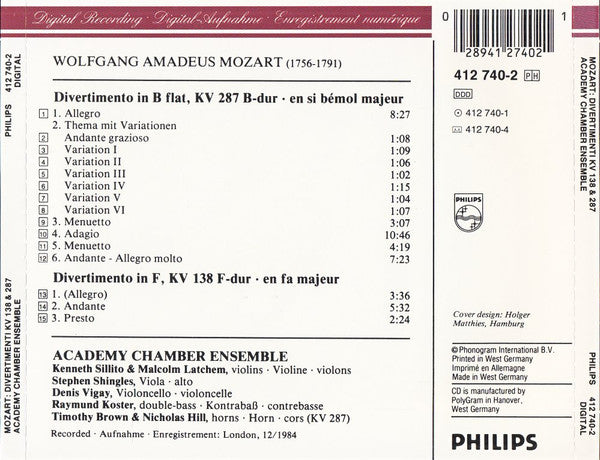 Digital Recording · Digital-Aufnahme · Enregistrement numérique
WOLFGANG AMADEUS MOZART (1756-1791)
Divertimento in B flat, KV 287 B-dur · en si bémol majeur
1 1. Allegro 8:27
2. Thema mit Variationen
2 Andante grazioso 1:08
3 Variation I 1:09
4 Variation II 1:06
5 Variation III 1:02
6 Variation IV 1:15
7 Variation V 1:04
8 Variation VI 1:07
9 3. Menuetto 3:07
10 4. Adagio 10:46
11 5. Menuetto 4:19
12 6. Andante - Allegro molto 7:23
Divertimento in F, KV 138 F-dur · en fa majeur
13 1. (Allegro) 3:36
14 2. Andante 5:32
15 3. Presto 2:24
ACADEMY CHAMBER ENSEMBLE
Kenneth Sillito & Malcolm Latchem, violins · Violine · violons
Stephen Shingles, Viola · alto
Denis Vigay, Violoncello · violoncelle
Raymund Koster, double-bass · Kontrabaß · contrebasse
Timothy Brown & Nicholas Hill, horns · Horn · cors (KV 287)
Recorded · Aufnahme · Enregistrement: London, 12/1984
0 1
28941 27402
412 740-2 PH
DDD
412 740-1
412 740-4
PHILIPS
Cover design: Holger
Matthies, Hamburg
© Phonogram International B.V.
Printed in West Germany
Imprimé en Allemagne
Made in West Germany
CD is manufactured by
PolyGram in Hanover,
West Germany
PHILIPS
MOZART: DIVERTIMENTI KV 138 & 287
ACADEMY CHAMBER ENSEMBLE
PHILIPS 412 740-2
DIGITAL
MOZART: DIVERTIMENTI KV 138 & 287
ACADEMY CHAMBER ENSEMBLE
PHILIPS 412 740-2
DIGITAL